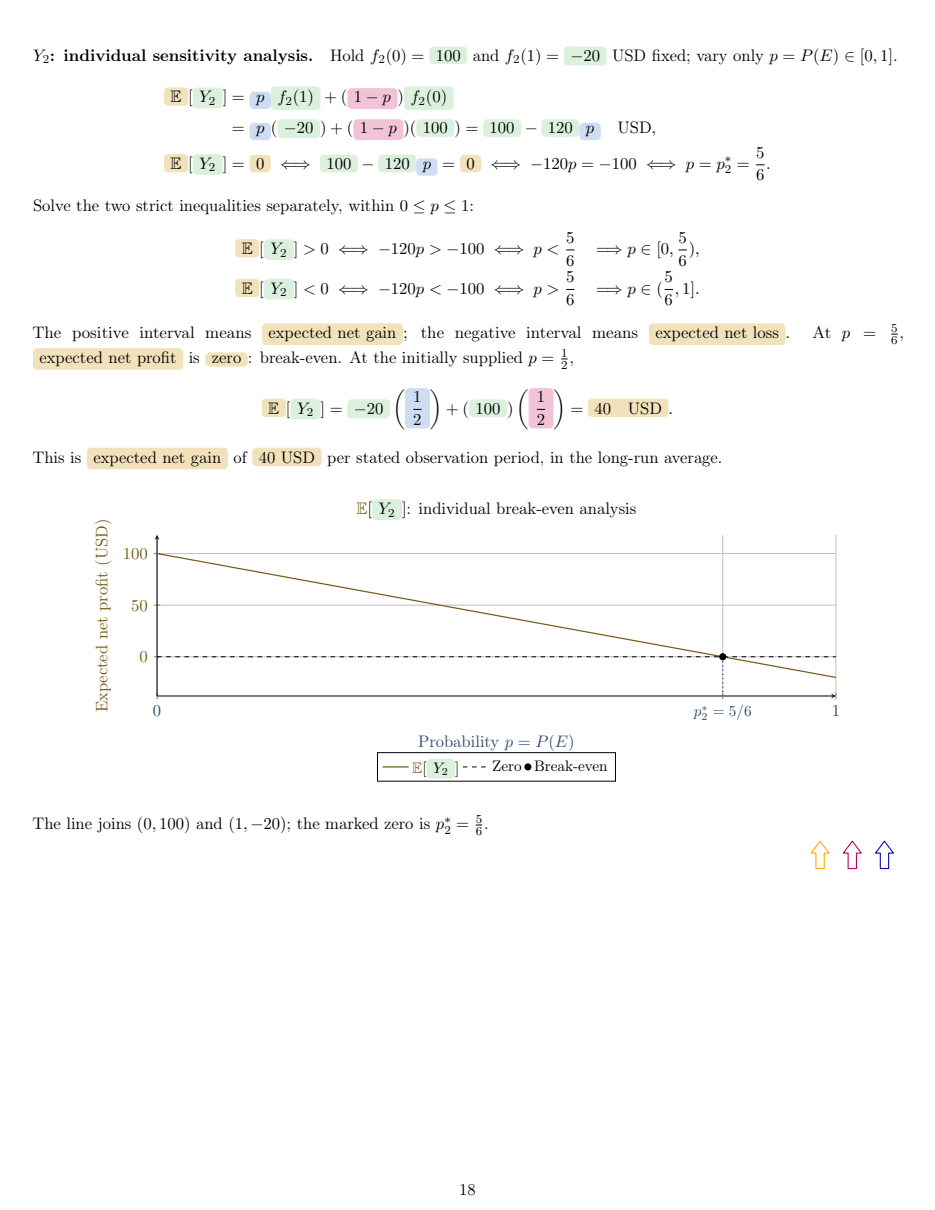 Y₂: individual sensitivity analysis. Hold f₂(0) = 100 and f₂(1) = −20 USD fixed; vary only p = P(E) ∈ [0, 1].
𝔼 [ Y₂ ] = p f₂(1) + ( 1 − p ) f₂(0)
= p ( −20 ) + ( 1 − p )( 100 ) = 100 − 120 p USD,
𝔼 [ Y₂ ] = 0 ⟺ 100 − 120 p = 0 ⟺ −120p = −100 ⟺ p = p₂* = 5/6.
Solve the two strict inequalities separately, within 0 ≤ p ≤ 1:
𝔼 [ Y₂ ] > 0 ⟺ −120p > −100 ⟺ p < 5/6 ⟹ p ∈ [0, 5/6),
𝔼 [ Y₂ ] < 0 ⟺ −120p < −100 ⟺ p > 5/6 ⟹ p ∈ (5/6, 1].
The positive interval means expected net gain ; the negative interval means expected net loss . At p = 5/6,
expected net profit is zero : break-even. At the initially supplied p = 1/2,
𝔼 [ Y₂ ] = −20 (1/2) + ( 100 ) (1/2) = 40 USD .
This is expected net gain of 40 USD per stated observation period, in the long-run average.
𝔼[ Y₂ ]: individual break-even analysis
Expected net profit (USD)
100
50
0
0 p₂* = 5/6 1
Probability p = P(E)
𝔼[ Y₂ ] Zero Break-even
The line joins (0, 100) and (1, −20); the marked zero is p₂* = 5/6.
18